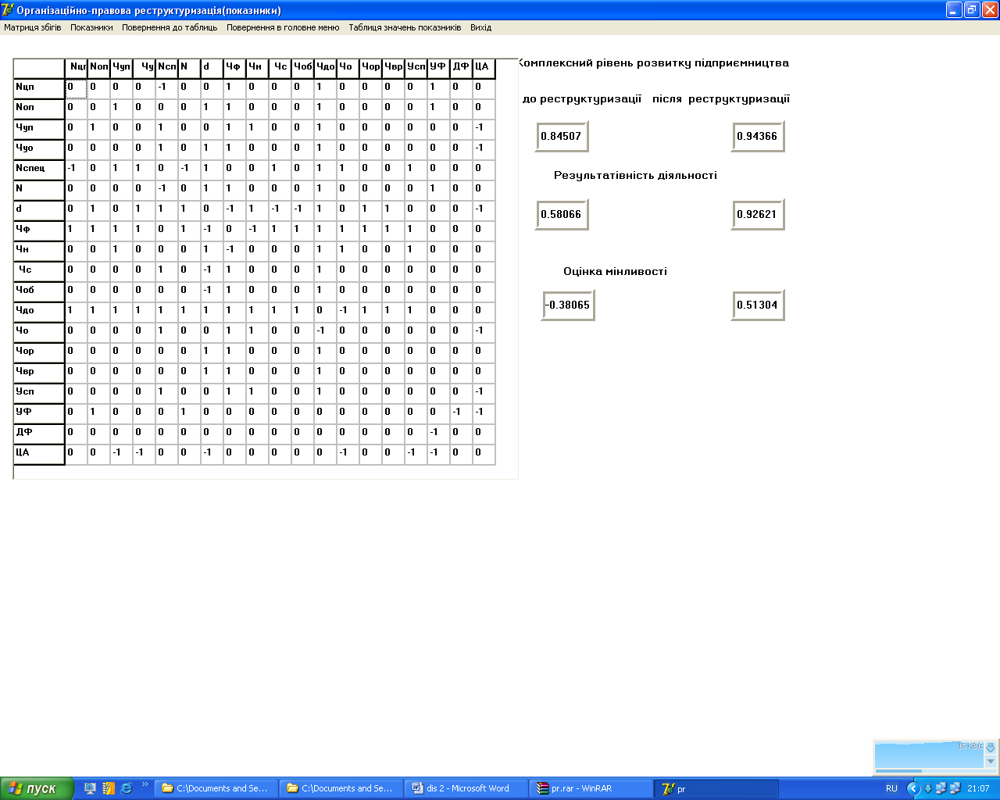 Організаційно-правова реструктуризація(показники)
Матриця збігів Показники Повернення до таблиць Повернення в головне меню Таблиця значень показників Вихід
Nцп Nоп Чуп Чу Nсп N d Чф Чн Чс Чоб Чдо Чо Чор Чвр Усп УФ ДФ ЦА
Nцп 0 0 0 0 -1 0 0 1 0 0 0 1 0 0 0 0 1 0 0
Nоп 0 0 1 0 0 0 1 1 0 0 0 1 0 0 0 0 1 0 0
Чуп 0 1 0 0 1 0 0 1 1 0 0 1 0 0 0 0 0 0 -1
Чуо 0 0 0 0 1 0 1 1 0 0 0 1 0 0 0 0 0 0 -1
Nспец -1 0 1 1 0 -1 1 0 0 1 0 1 1 0 0 1 0 0 0
N 0 0 0 0 -1 0 1 1 0 0 0 1 0 0 0 0 1 0 0
d 0 1 0 1 1 1 0 -1 1 -1 -1 1 0 1 1 0 0 0 -1
Чф 1 1 1 1 0 1 -1 0 -1 1 1 1 1 1 1 1 0 0 0
Чн 0 0 1 0 0 0 1 -1 0 0 0 1 1 0 0 1 0 0 0
Чс 0 0 0 0 1 0 -1 1 0 0 0 1 0 0 0 0 0 0 0
Чоб 0 0 0 0 0 0 -1 1 0 0 0 1 0 0 0 0 0 0 0
Чдо 1 1 1 1 1 1 1 1 1 1 1 0 -1 1 1 1 0 0 0
Чо 0 0 0 0 1 0 0 1 1 0 0 -1 0 0 0 0 0 0 -1
Чор 0 0 0 0 0 0 1 1 0 0 0 1 0 0 0 0 0 0 0
Чвр 0 0 0 0 0 0 1 1 0 0 0 1 0 0 0 0 0 0 0
Усп 0 0 0 0 1 0 0 1 1 0 0 1 0 0 0 0 0 0 -1
УФ 0 1 0 0 0 1 0 0 0 0 0 0 0 0 0 0 0 -1 -1
ДФ 0 0 0 0 0 0 0 0 0 0 0 0 0 0 0 0 -1 0 0
ЦА 0 0 -1 -1 0 0 -1 0 0 0 0 0 -1 0 0 -1 -1 0 0
Комплексний рівень розвитку підприємництва
до реструктуризації після реструктуризації
0.84507 0.94366
Результатівність діяльності
0.58066 0.92621
Оцінка мінливості
-0.38065 0.51304
15 KB/s
пуск C:\Documents and Se... C:\Documents and Se... dis 2 - Microsoft Word pr.rar - WinRAR pr RU 21:07